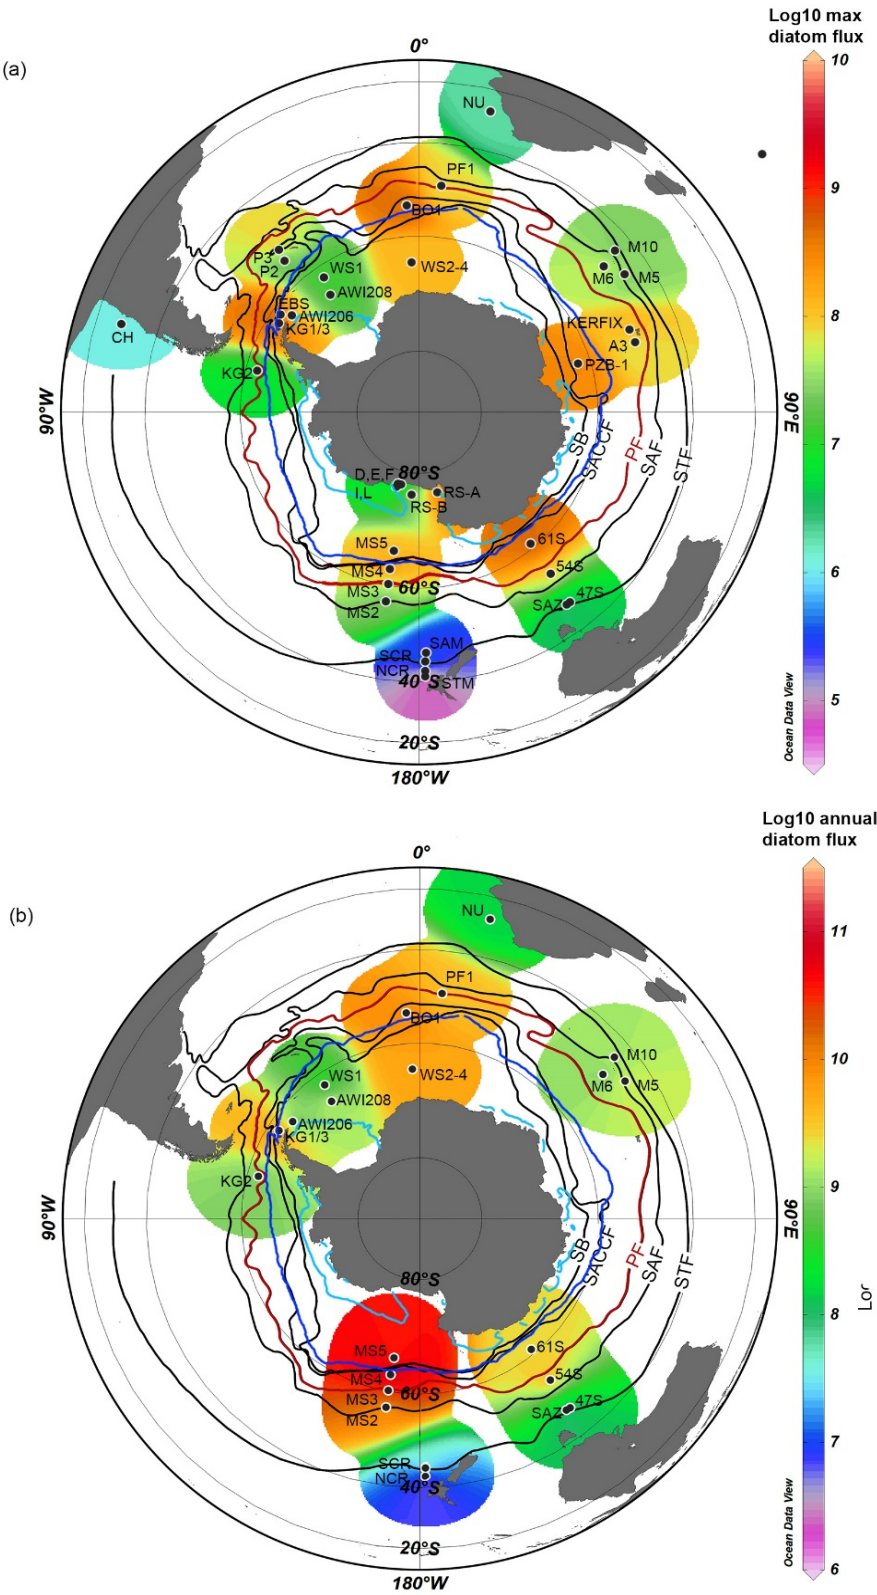 Log10 max
diatom flux
(a)
0°
10
NU
PF1
BO1
9
P3
P2
WS1
WS2-4
AWI208
M10
M6
M5
EBS
AWI206
KG1/3
CH
KERFIX
A3
8
PZB-1
KG2
90°W
90°E
SB
SACCF
PF
SAF
STF
7
80°S
D,E,F
I,L
RS-A
RS-B
MS5
61S
MS4
54S
6
MS3
60°S
MS2
SAZ
47S
SAM
SCR
NCR
40°S
STM
5
20°S
180°W
Ocean Data View
Log10 annual
diatom flux
(b)
0°
NU
11
PF1
BO1
WS1
WS2-4
AWI208
M10
M6
M5
10
AWI206
KG1/3
KG2
9
90°W
90°E
SB
SACCF
PF
SAF
STF
80°S
Lor
8
MS5
61S
MS4
54S
MS3
60°S
MS2
SAZ
47S
SCR
NCR
40°S
7
20°S
180°W
Ocean Data View
6